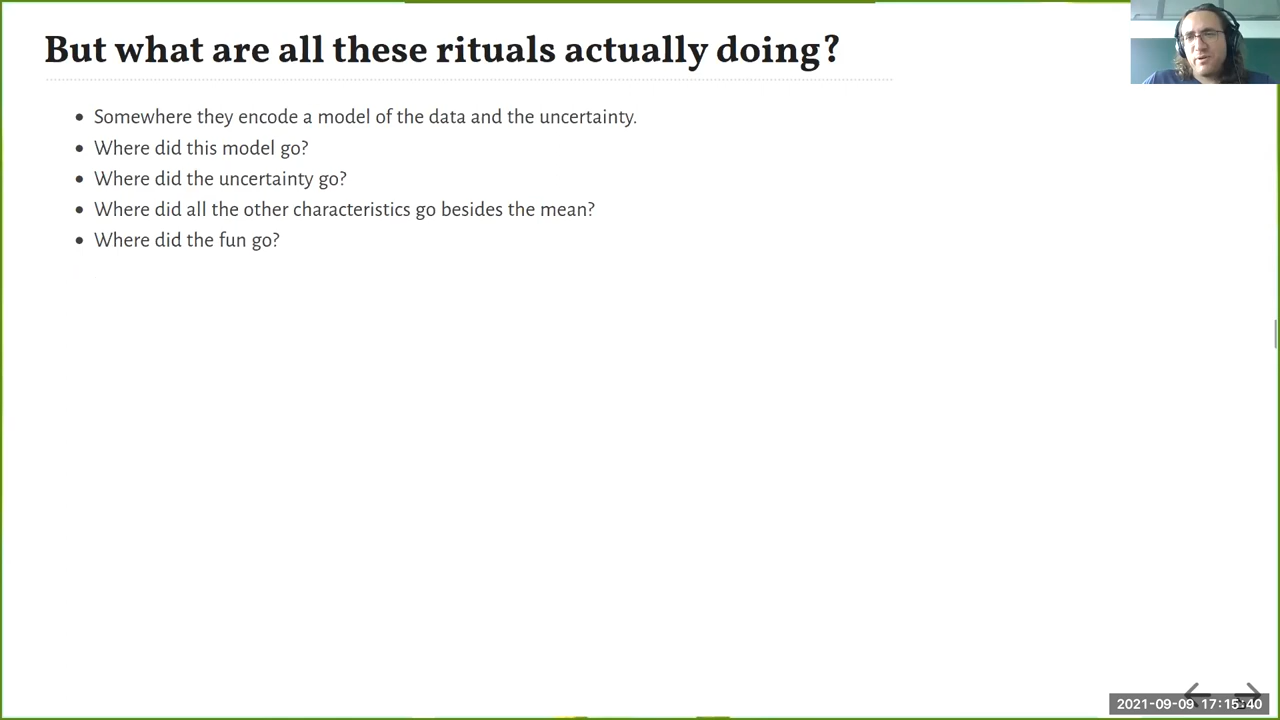 But what are all these rituals actually doing?
Somewhere they encode a model of the data and the uncertainty.
Where did this model go?
Where did the uncertainty go?
Where did all the other characteristics go besides the mean?
Where did the fun go?
2021-09-09 17:15:40